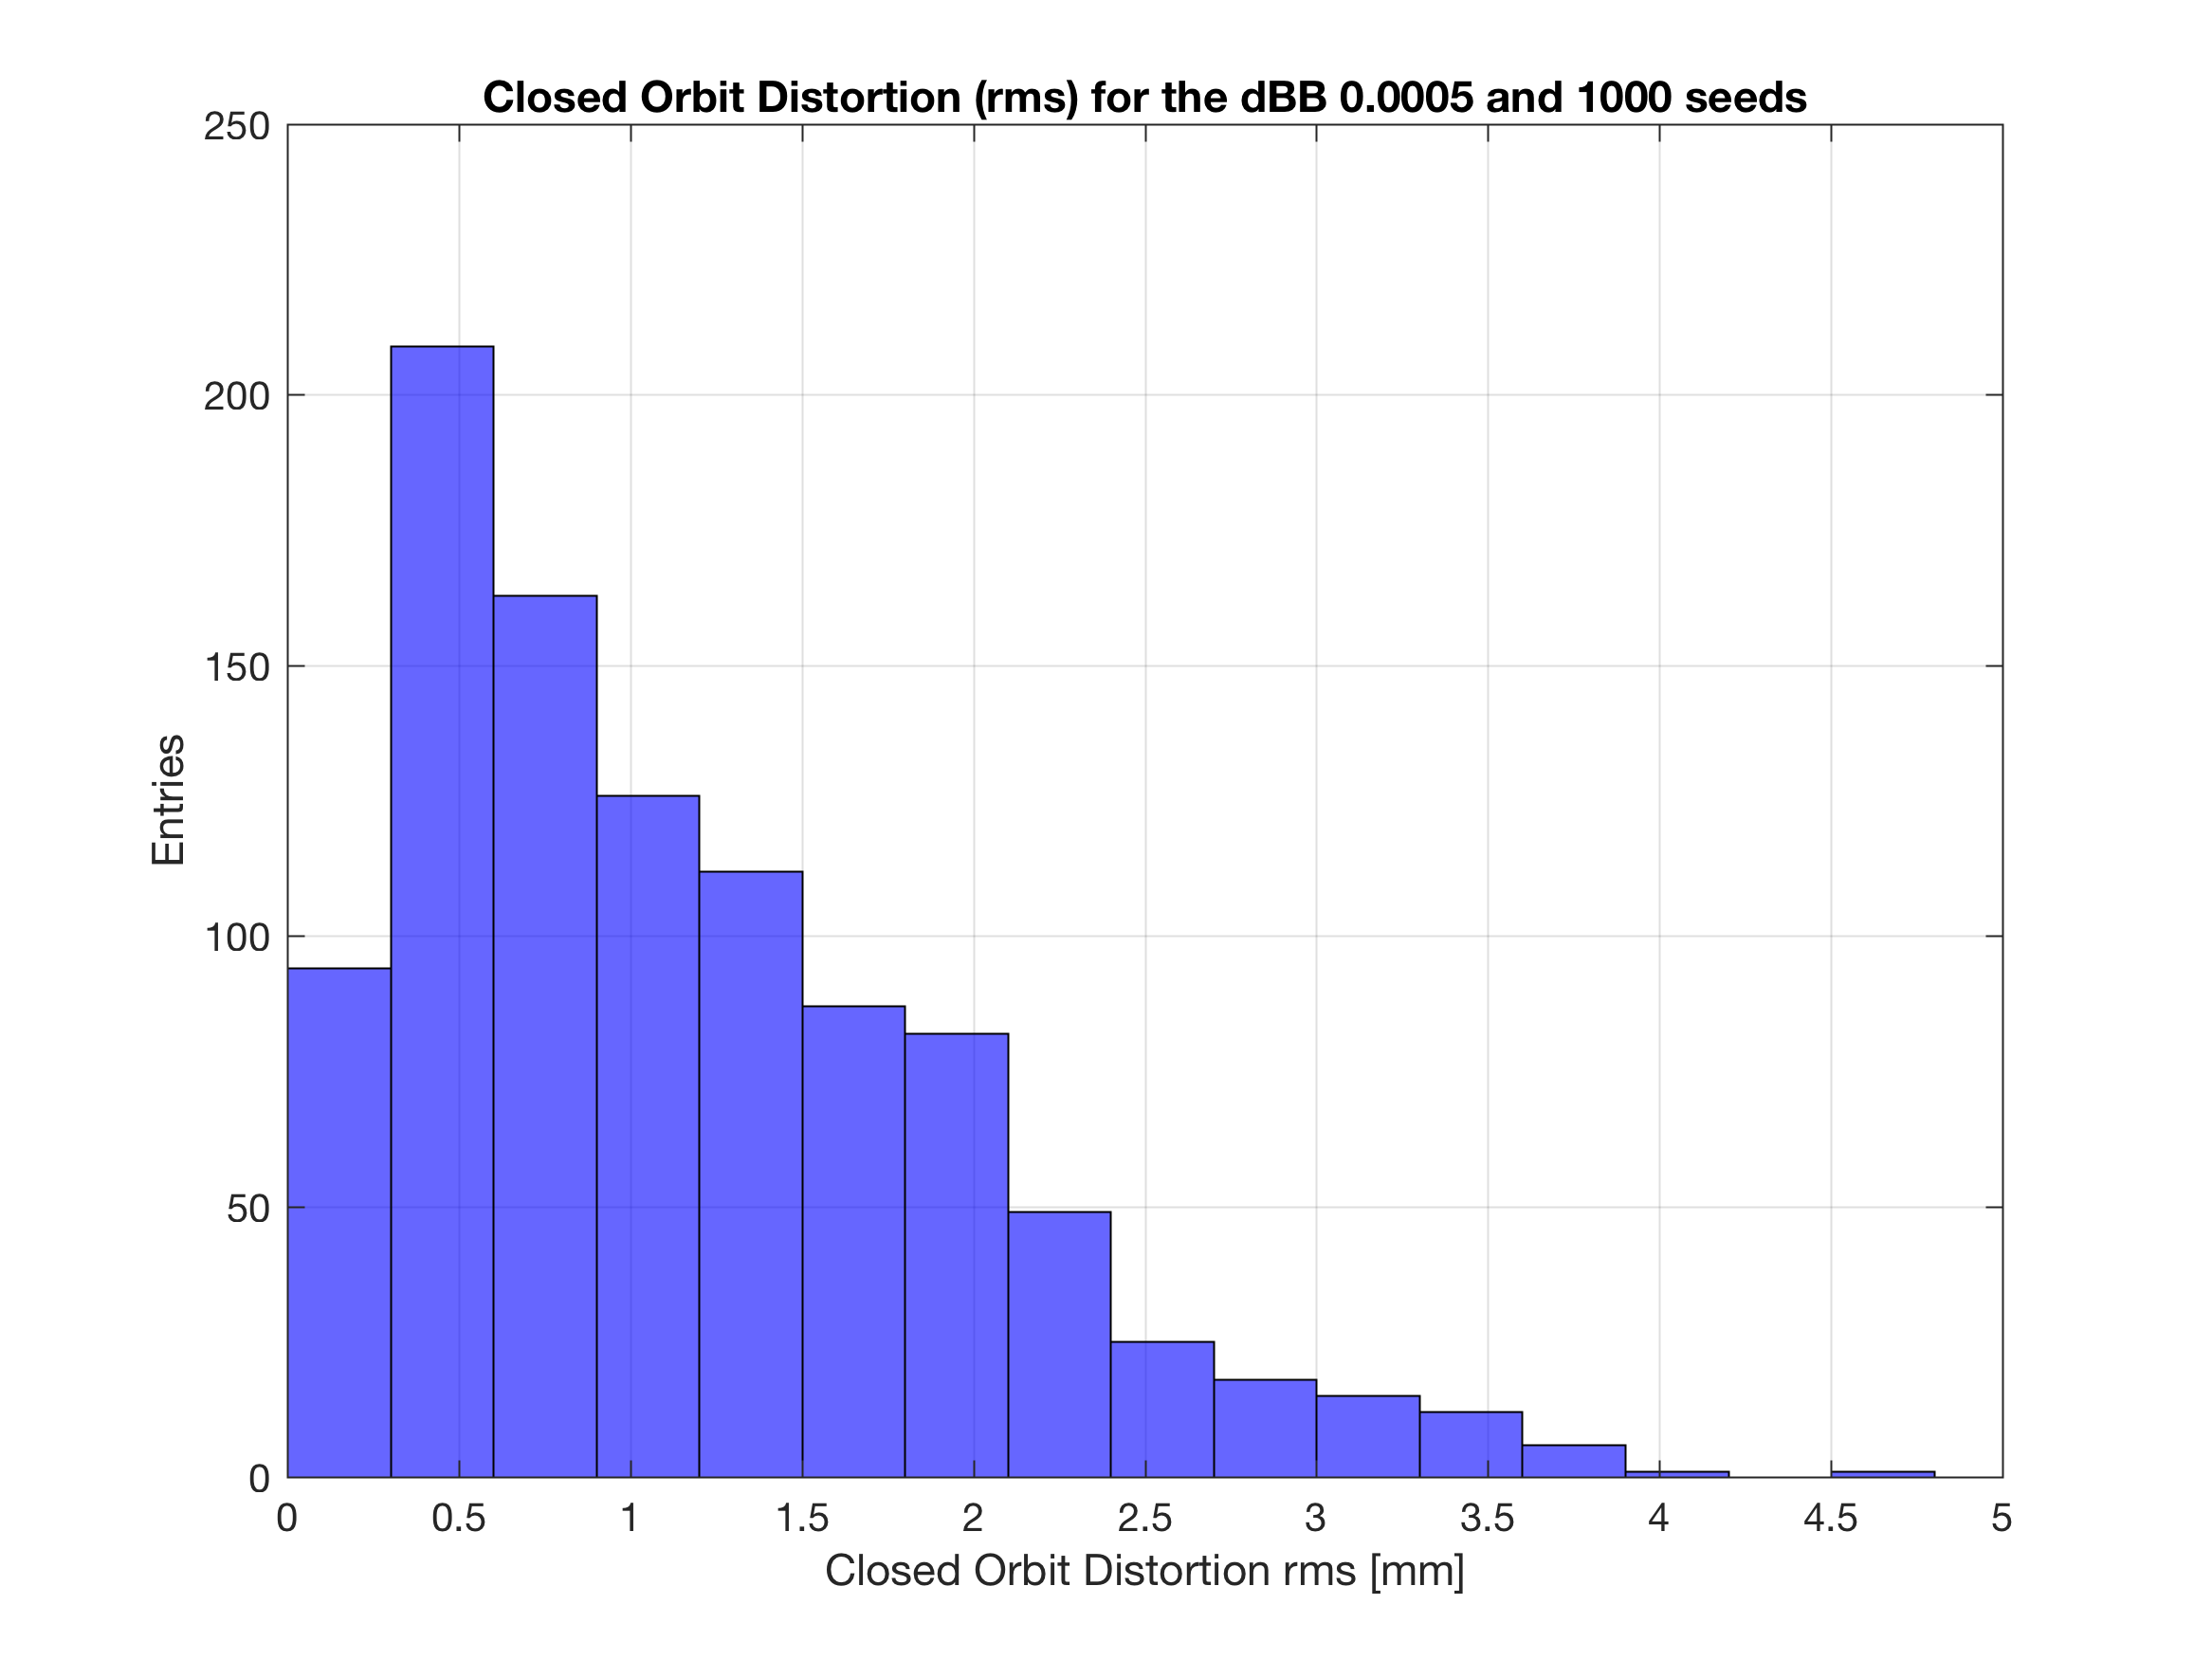 Closed Orbit Distortion (rms) for the dBB 0.0005 and 1000 seeds
250
200
150
100
50
0
Entries
0 0.5 1 1.5 2 2.5 3 3.5 4 4.5 5
Closed Orbit Distortion rms [mm]